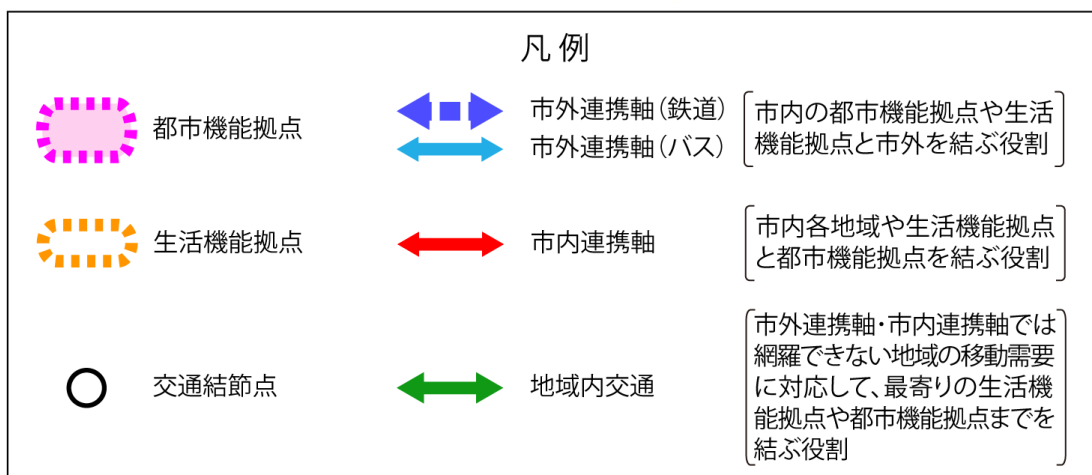 凡例
都市機能拠点
市外連携軸(鉄道)
市外連携軸(バス)
市内の都市機能拠点や生活
機能拠点と市外を結ぶ役割
生活機能拠点
市内連携軸
市内各地域や生活機能拠点
と都市機能拠点を結ぶ役割
交通結節点
地域内交通
市外連携軸・市内連携軸では
網羅できない地域の移動需要
に対応して、最寄りの生活機
能拠点や都市機能拠点までを
結ぶ役割